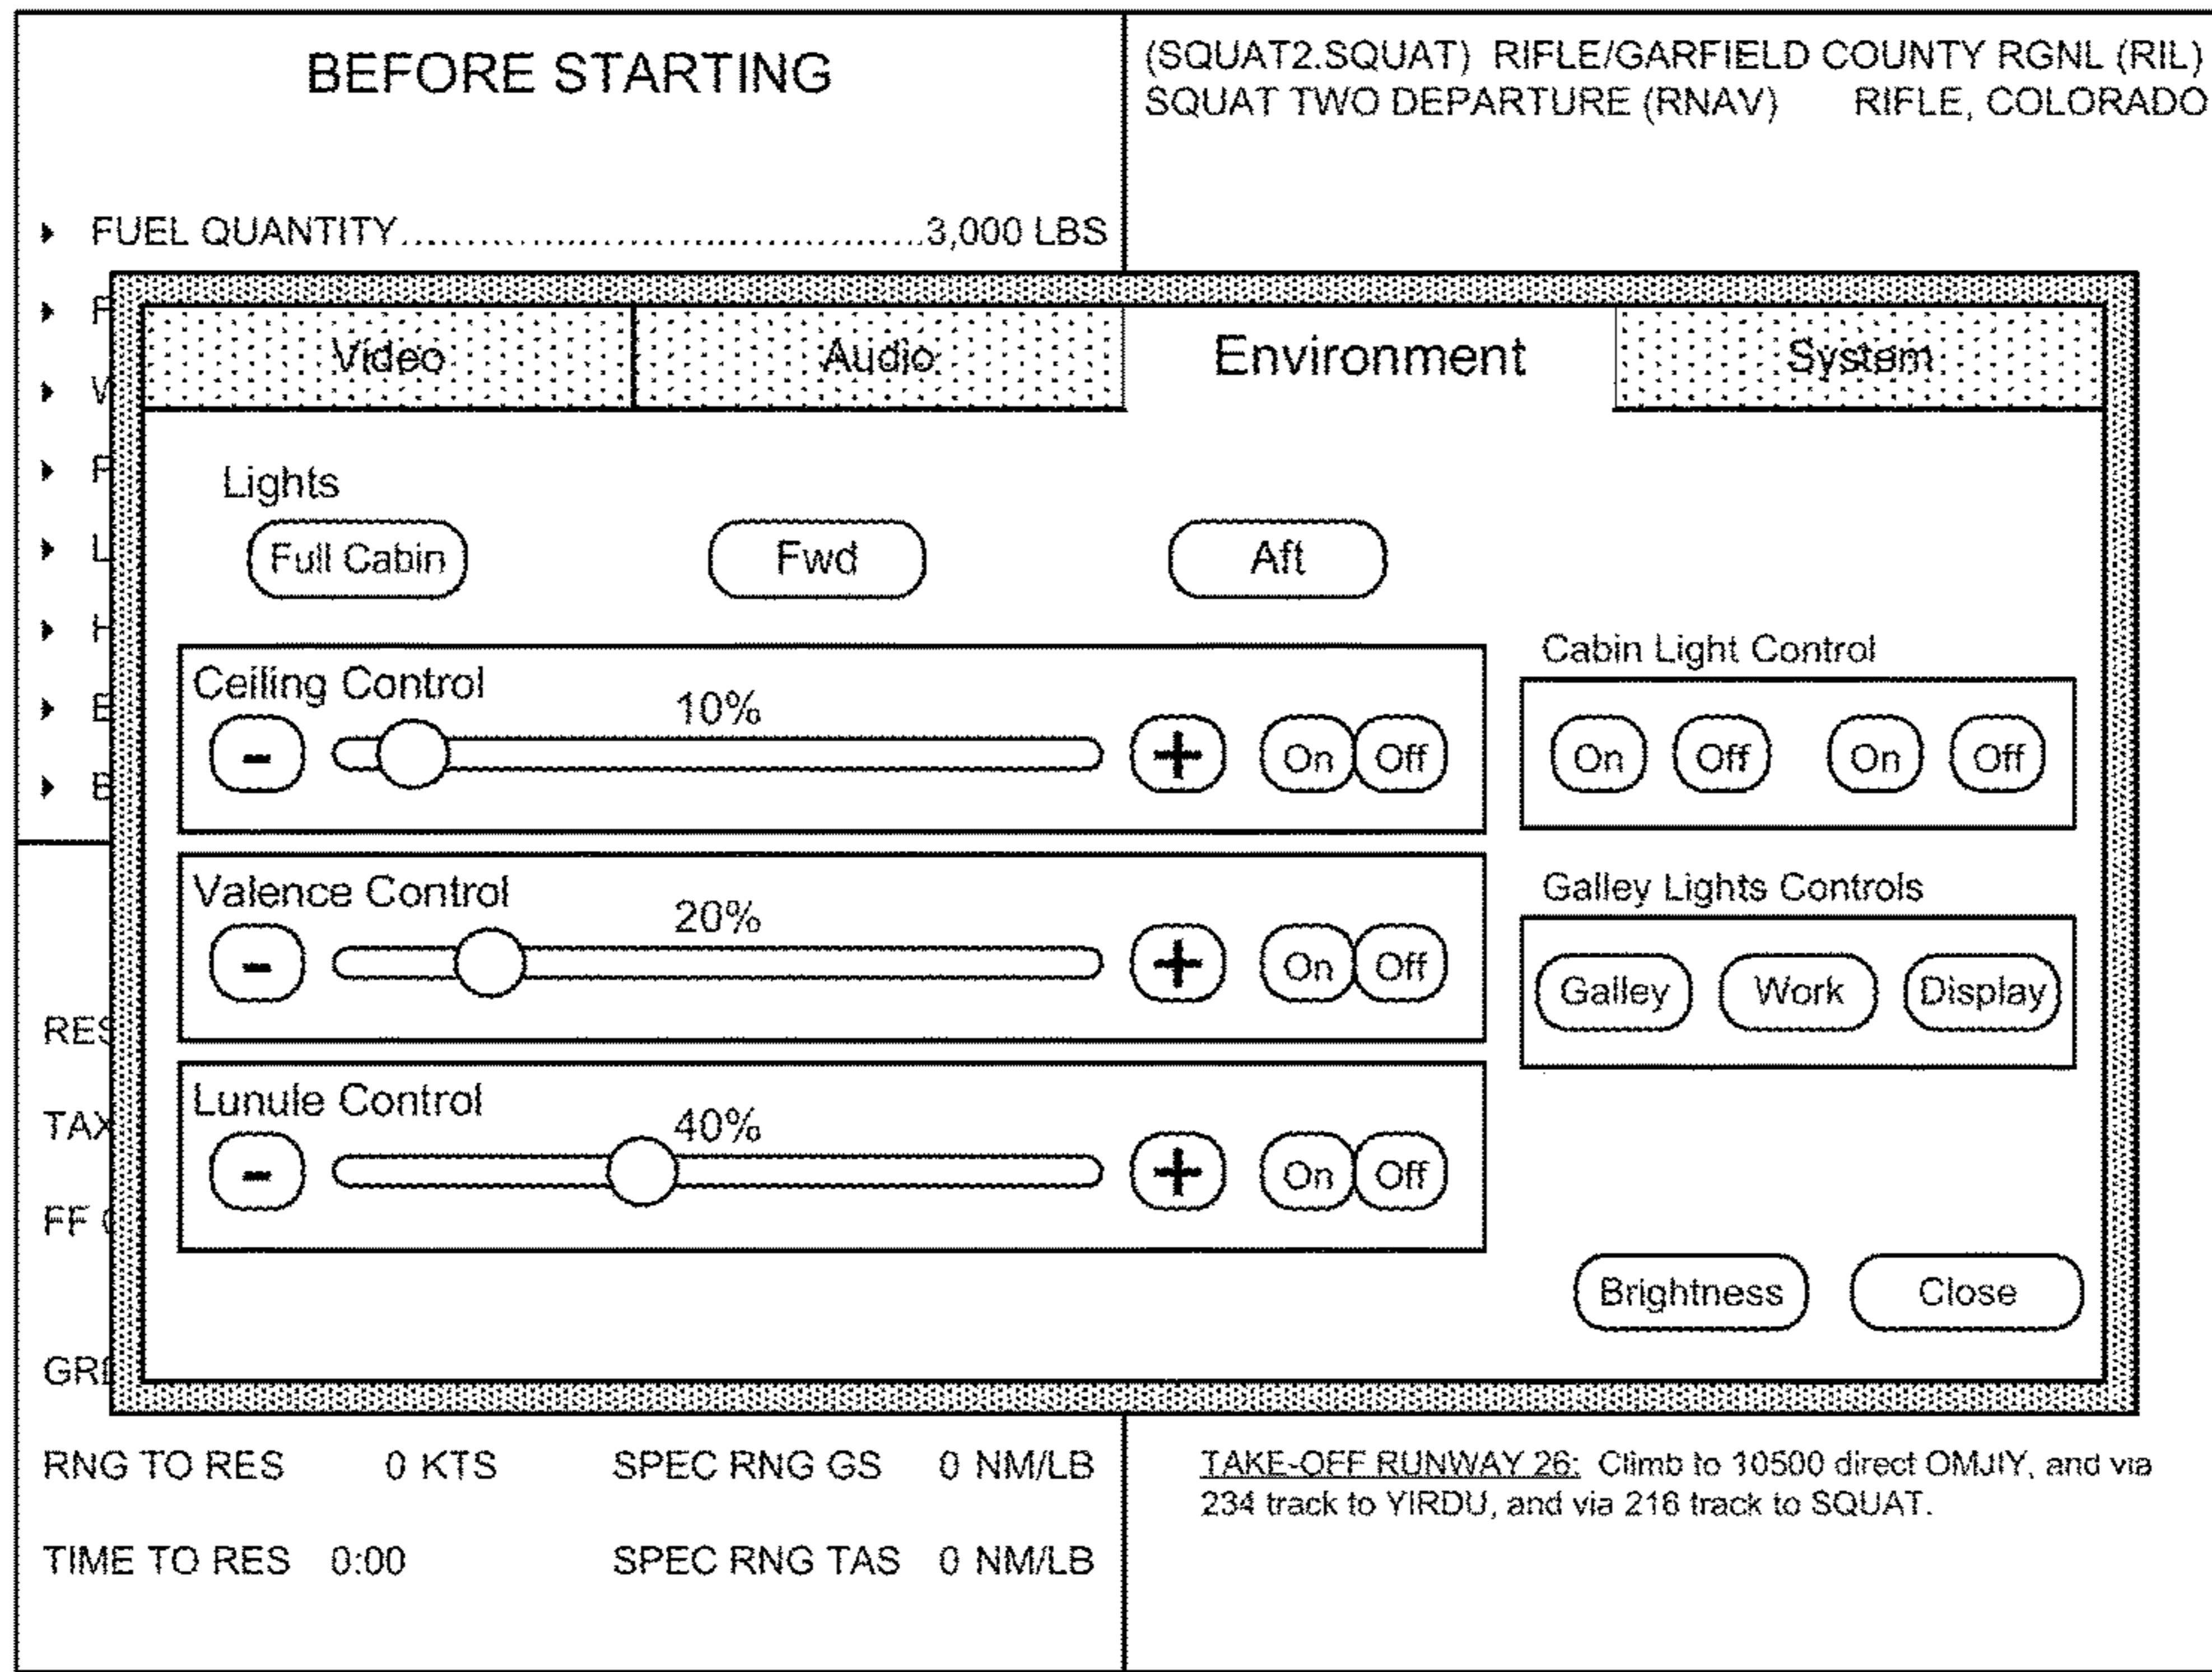 BEFORE STARTING
(SQUAT2.SQUAT) RIFLE/GARFIELD COUNTY RGNL (RIL)
SQUAT TWO DEPARTURE (RNAV) RIFLE, COLORADO
FUEL QUANTITY........................................3,000 LBS
Video Audio Environment System
Lights
Full Cabin Fwd Aft
Ceiling Control
10%
- + On Off
Valence Control
20%
- + On Off
Lunule Control
40%
- + On Off
Cabin Light Control
On Off On Off
Galley Lights Controls
Galley Work Display
Brightness Close
RNG TO RES 0 KTS SPEC RNG GS 0 NM/LB
TIME TO RES 0:00 SPEC RNG TAS 0 NM/LB
TAKE-OFF RUNWAY 26: Climb to 10500 direct OMJIY, and via
234 track to YIRDU, and via 216 track to SQUAT.